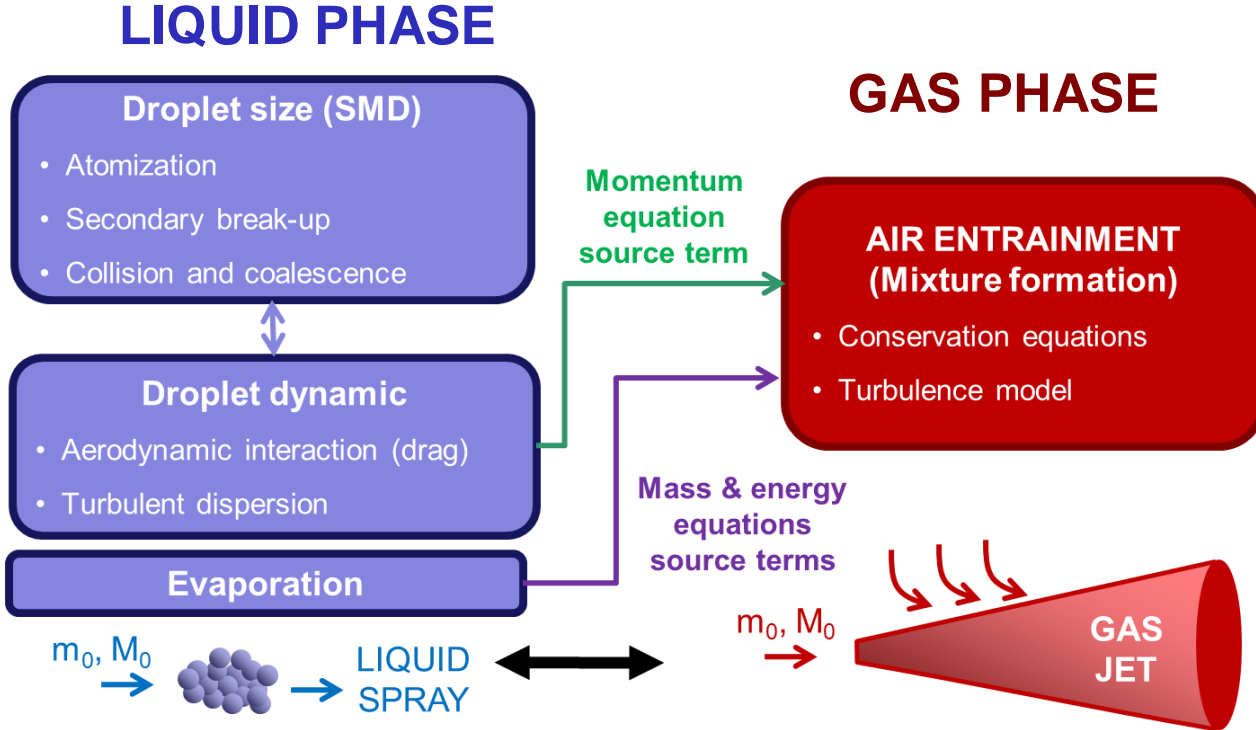 LIQUID PHASE
Droplet size (SMD)
• Atomization
• Secondary break-up
• Collision and coalescence
Droplet dynamic
• Aerodynamic interaction (drag)
• Turbulent dispersion
Evaporation
m₀, M₀
LIQUID
SPRAY
Momentum
equation
source term
Mass & energy
equations
source terms
GAS PHASE
AIR ENTRAINMENT
(Mixture formation)
• Conservation equations
• Turbulence model
m₀, M₀
GAS
JET